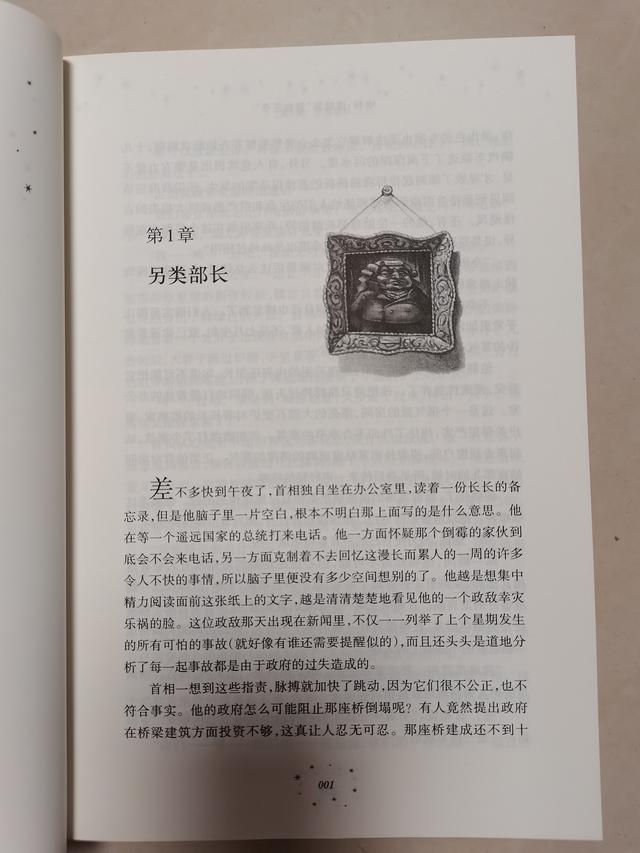 第1章
另类部长
差不多快到午夜了，首相独自坐在办公室里，读着一份长长的备
忘录，但是他脑子里一片空白，根本不明白那上面写的是什么意思。他
在等一个遥远国家的总统打来电话。他一方面怀疑那个倒霉的家伙到
底会不会来电话，另一方面克制着不去回忆这漫长而累人的一周的许多
令人不快的事情，所以脑子里便没有多少空间想别的了。他越是想集中
精力阅读面前这张纸上的文字，越是清清楚楚地看见他的一个政敌幸灾
乐祸的脸。这位政敌那天出现在新闻里，不仅一一列举了上个星期发生
的所有可怕的事故（就好像有谁还需要提醒似的），而且还头头是道地分
析了每一起事故都是由于政府的过失造成的。
首相一想到这些指责，脉搏就加快了跳动，因为它们很不公正，也不
符合事实。他的政府怎么可能阻止那座桥倒塌呢？有人竟然提出政府
在桥梁建筑方面投资不够，这真让人忍无可忍。那座桥建成还不到十
001